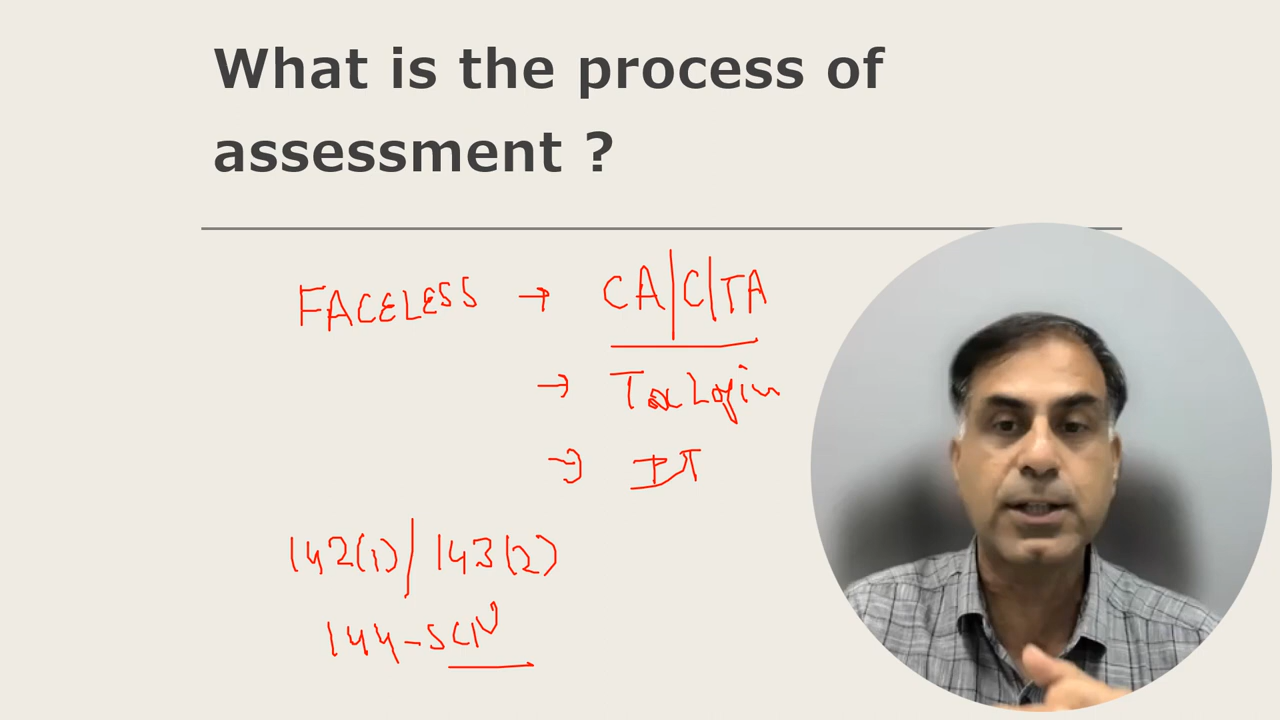 What is the process of
assessment ?
FACELESS → CA|C|TA
→ Tax Login
→ IT
142(1) / 143(2)
144-SCN